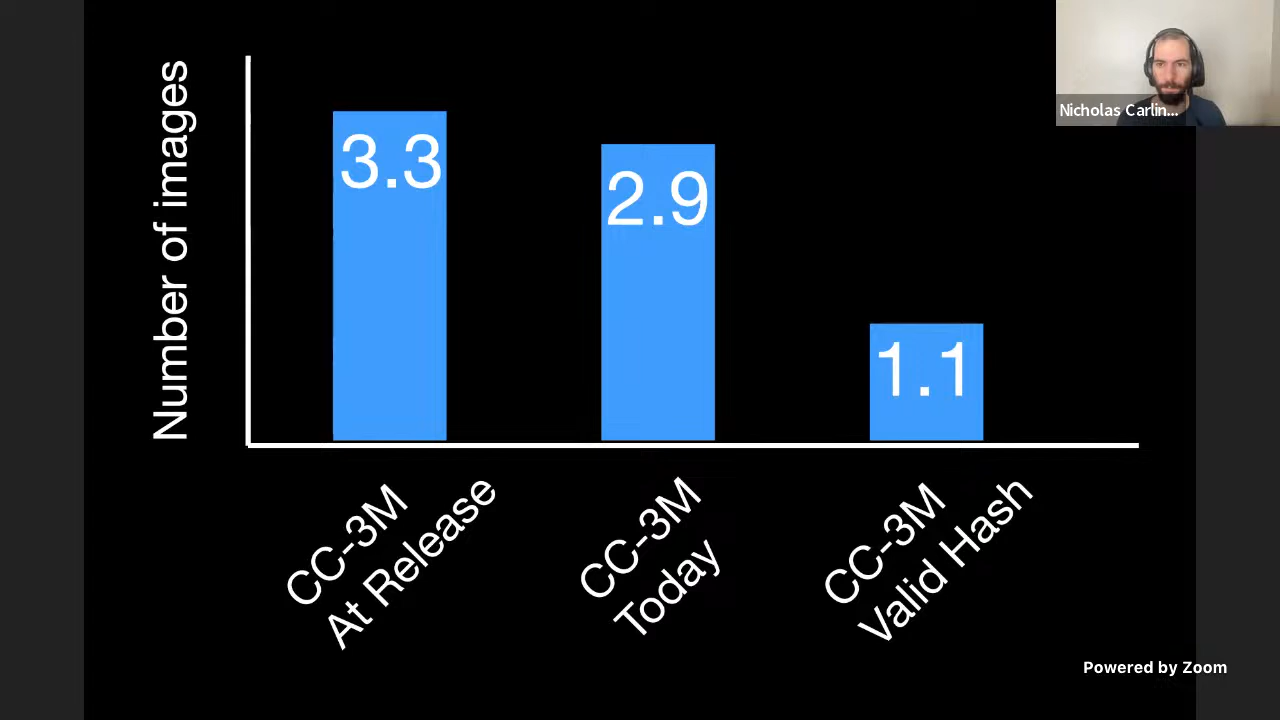 Number of images
3.3
2.9
1.1
CC-3M
At Release
CC-3M
Today
CC-3M
Valid Hash
Nicholas Carlin...
Powered by Zoom